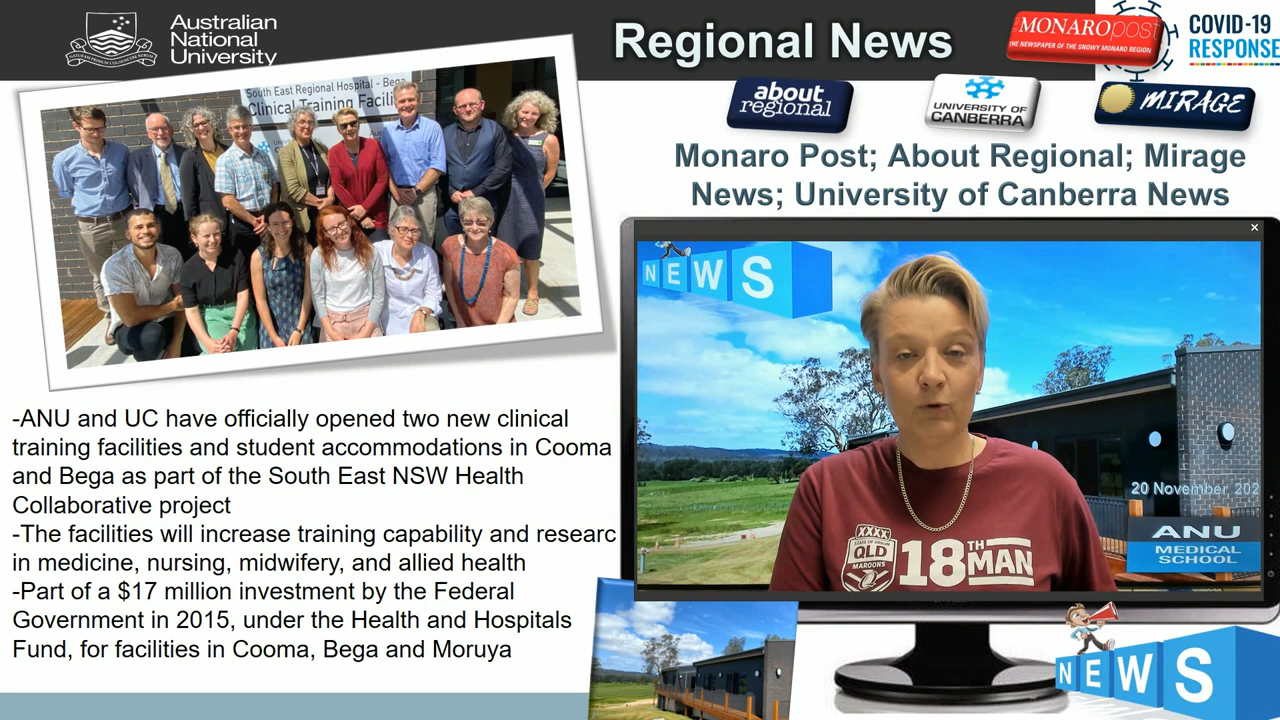 Australian
National
University
Regional News
MONAROpost
THE NEWSPAPER OF THE SNOWY MONARO REGION
COVID-19
RESPONSE
about
regional
UNIVERSITY OF
CANBERRA
MIRAGE
South East Regional Hospital - Bega
Clinical Training Facili
Monaro Post; About Regional; Mirage
News; University of Canberra News
NEWS
20 November 202
ANU
MEDICAL
SCHOOL
XXXX
STATE OF ORIGIN
QLD
MAROONS
18TH
MAN
-ANU and UC have officially opened two new clinical
training facilities and student accommodations in Cooma
and Bega as part of the South East NSW Health
Collaborative project
-The facilities will increase training capability and researc
in medicine, nursing, midwifery, and allied health
-Part of a $17 million investment by the Federal
Government in 2015, under the Health and Hospitals
Fund, for facilities in Cooma, Bega and Moruya
NEWS